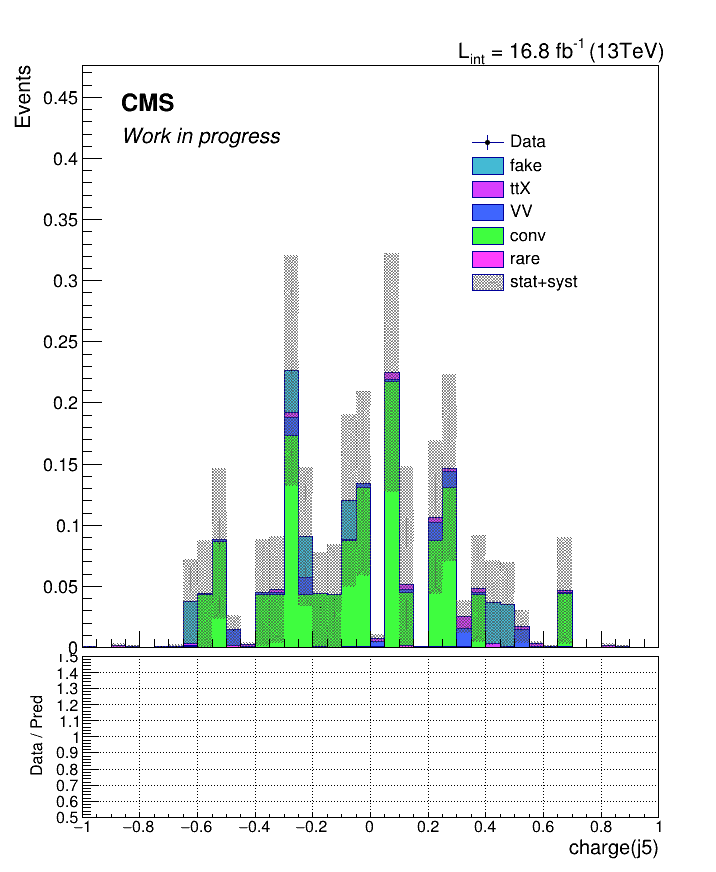 L_int = 16.8 fb^-1 (13TeV)
Events
CMS
Work in progress
Data
fake
ttX
VV
conv
rare
stat+syst
0.45
0.4
0.35
0.3
0.25
0.2
0.15
0.1
0.05
0
Data / Pred
1.5
1.4
1.3
1.2
1.1
1
0.9
0.8
0.7
0.6
0.5
−1 −0.8 −0.6 −0.4 −0.2 0 0.2 0.4 0.6 0.8 1
charge(j5)